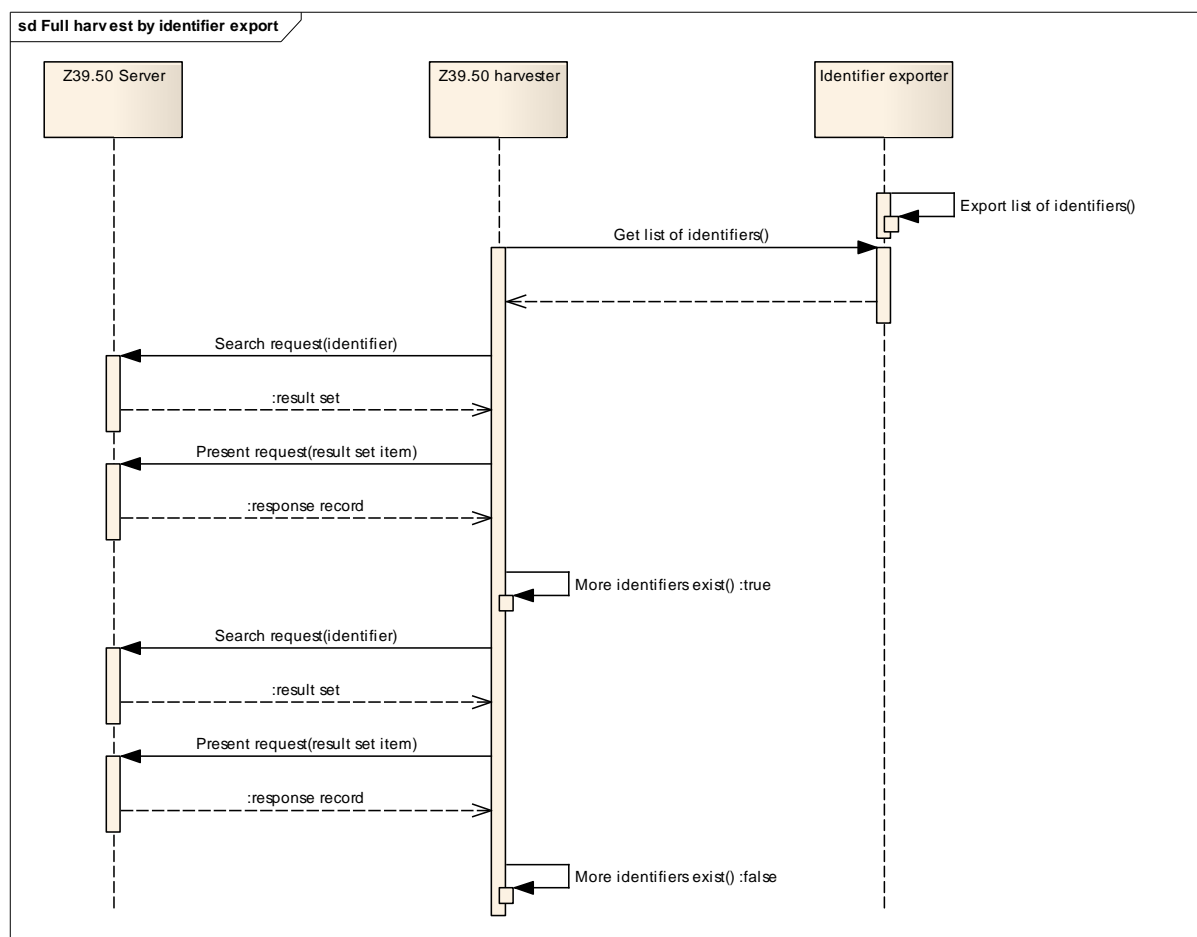 sd Full harvest by identifier export
Z39.50 Server
Z39.50 harvester
Identifier exporter
Export list of identifiers()
Get list of identifiers()
Search request(identifier)
:result set
Present request(result set item)
:response record
More identifiers exist() :true
Search request(identifier)
:result set
Present request(result set item)
:response record
More identifiers exist() :false